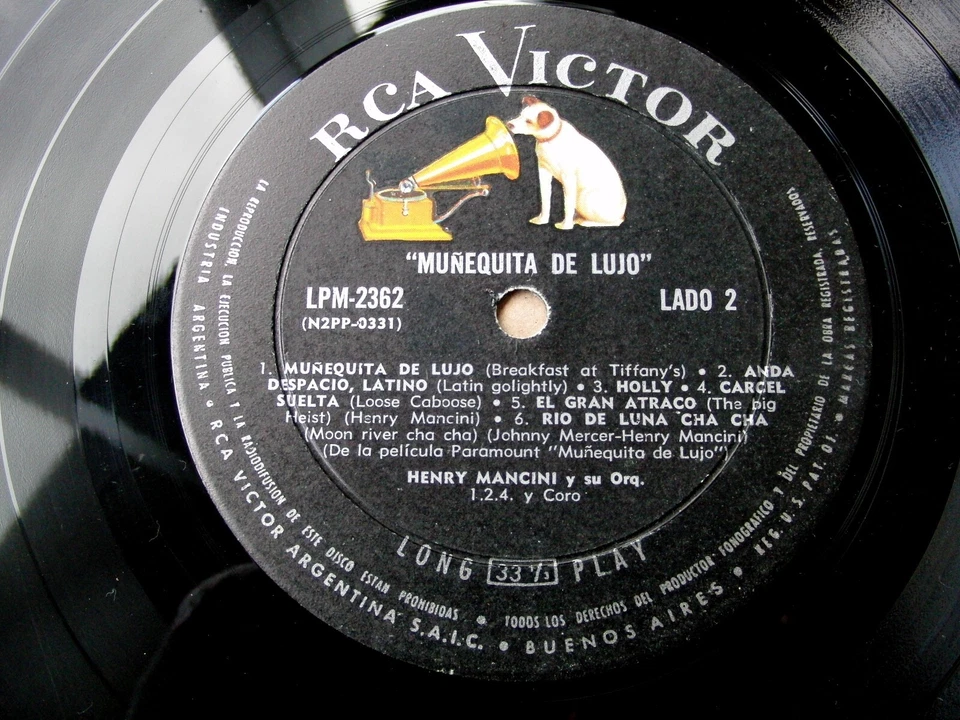 RCA VICTOR
"MUÑEQUITA DE LUJO"
LPM-2362
(N2PP-0331)
LADO 2
1. MUÑEQUITA DE LUJO (Breakfast at Tiffany's) • 2. ANDA
DESPACIO, LATINO (Latin golightly) • 3. HOLLY • 4. CARCEL
SUELTA (Loose Caboose) • 5. EL GRAN ATRACO (The big
Heist) (Henry Mancini) • 6. RIO DE LUNA CHA CHA
(Moon river cha cha) (Johnny Mercer-Henry Mancini)
(De la película Paramount "Muñequita de Lujo")
HENRY MANCINI y su Orq.
1.2.4. y Coro
LONG 33 1/3 PLAY
LA REPRODUCCION, LA EJECUCION PUBLICA Y LA RADIODIFUSION DE ESTE DISCO ESTAN PROHIBIDAS • TODOS LOS DERECHOS DEL PRODUCTOR FONOGRAFICO Y DEL PROPIETARIO DE LA OBRA REGISTRADA, RESERVADOS
INDUSTRIA ARGENTINA • RCA VICTOR ARGENTINA S.A.I.C. • BUENOS AIRES • REG. U. S. PAT. OF. • MARCAS REGISTRADAS